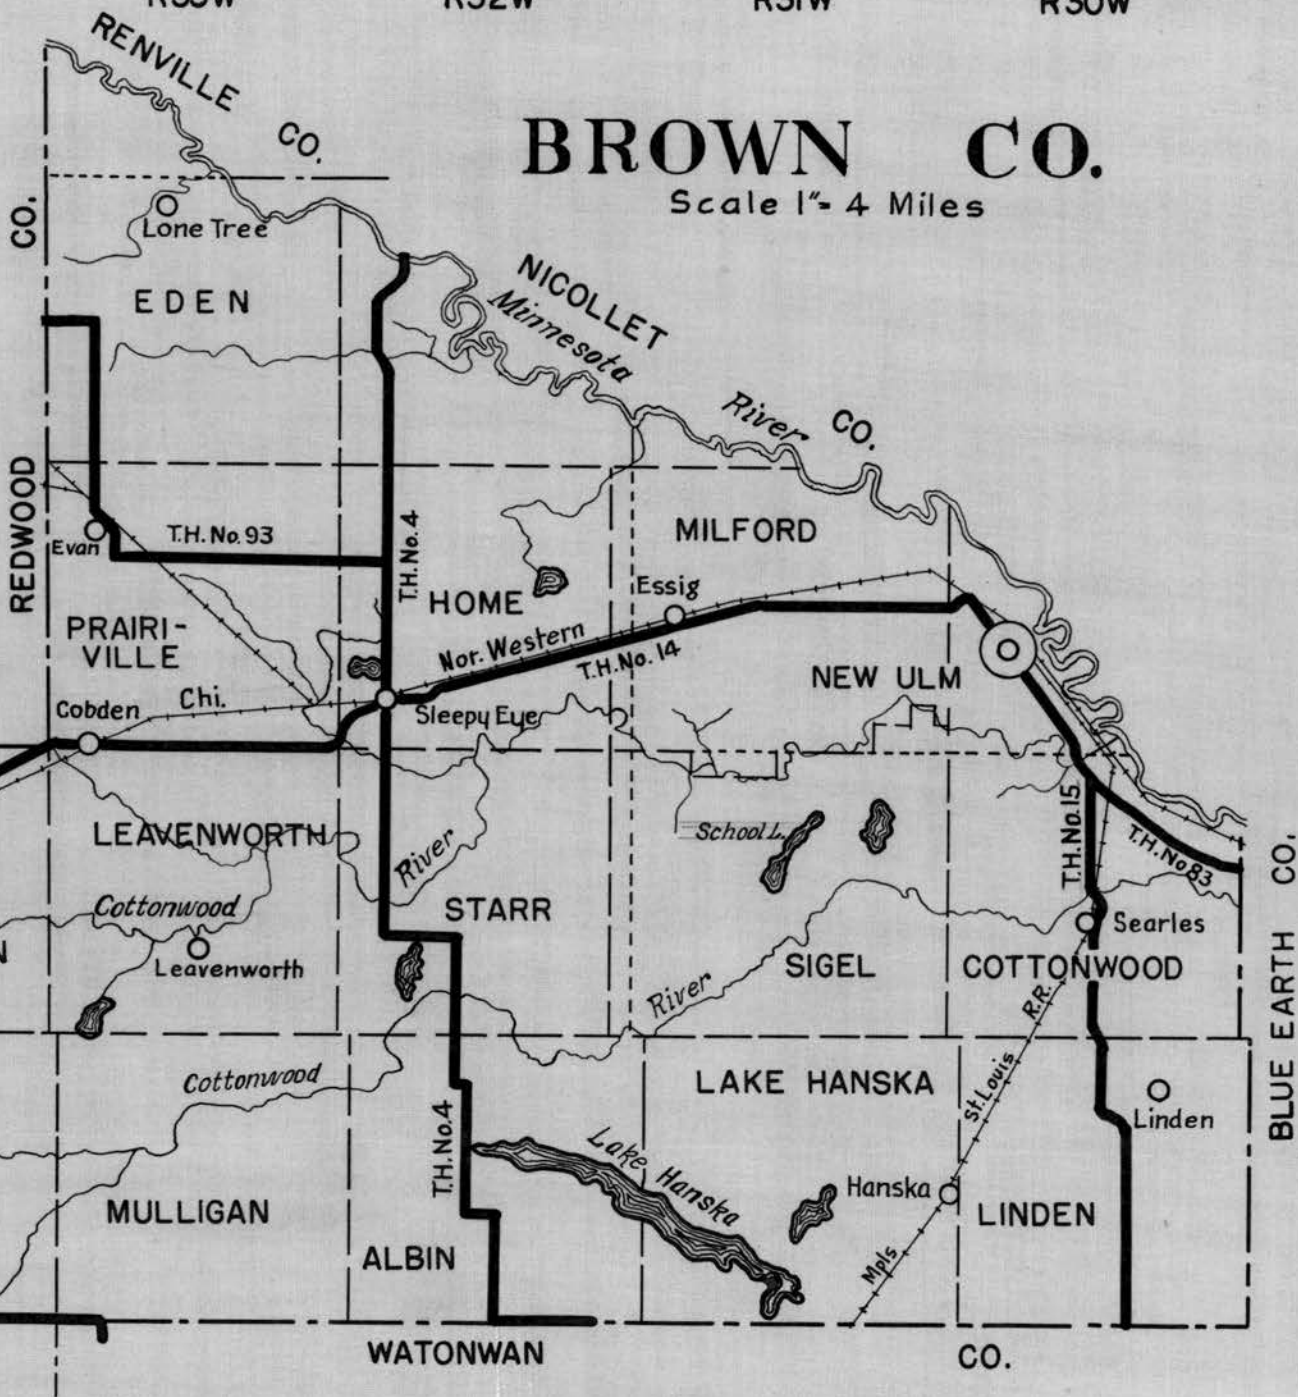 R32W
R31W
R30W
RENVILLE
CO.
BROWN CO.
Scale 1"= 4 Miles
CO.
Lone Tree
EDEN
NICOLLET
Minnesota
River
CO.
REDWOOD
T.H. No. 93
Evan
T.H. No. 4
MILFORD
HOME
Essig
PRAIRI-
VILLE
Nor. Western
T.H. No. 14
NEW ULM
Cobden
Chi.
Sleepy Eye
LEAVENWORTH
River
School L.
T.H. No. 15
T.H. No 83
CO.
Cottonwood
STARR
Searles
Leavenworth
SIGEL
COTTONWOOD
River
R.R.
BLUE EARTH
Cottonwood
LAKE HANSKA
St. Louis
Linden
T.H. No. 4
Lake Hanska
Hanska
MULLIGAN
LINDEN
ALBIN
Mpls
WATONWAN
CO.